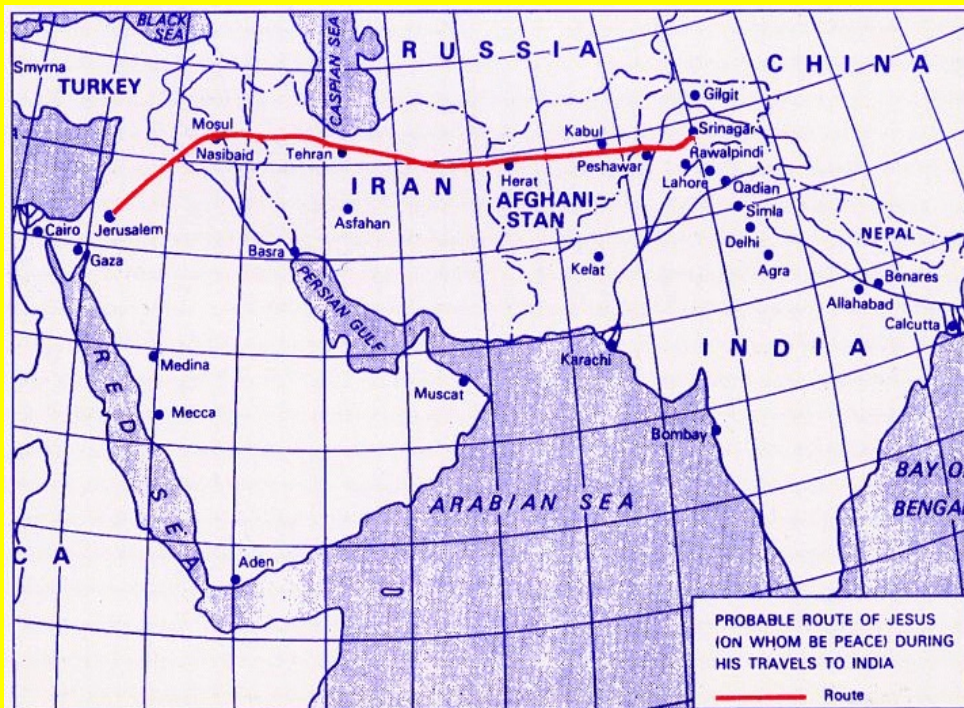 BLACK
SEA
CASPIAN SEA
RUSSIA
CHINA
Smyrna
TURKEY
Gilgit
Mosul
Nasibaid
Tehran
Kabul
Srinagar
Peshawar
Rawalpindi
Herat
Lahore
Qadian
IRAN
AFGHANI-
STAN
Asfahan
Simla
Jerusalem
Cairo
Gaza
Basra
Delhi
NEPAL
Kelat
Agra
Benares
Allahabad
PERSIAN GULF
Calcutta
Karachi
INDIA
Medina
Muscat
Mecca
RED SEA
Bombay
ARABIAN SEA
BAY O
BENGA
CA
Aden
PROBABLE ROUTE OF JESUS
(ON WHOM BE PEACE) DURING
HIS TRAVELS TO INDIA
Route